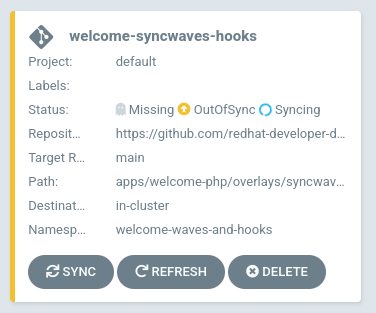 welcome-syncwaves-hooks
Project: default
Labels:
Status: Missing OutOfSync Syncing
Reposit... https://github.com/redhat-developer-d...
Target R... main
Path: apps/welcome-php/overlays/syncwav...
Destinat... in-cluster
Namesp... welcome-waves-and-hooks
SYNC REFRESH DELETE